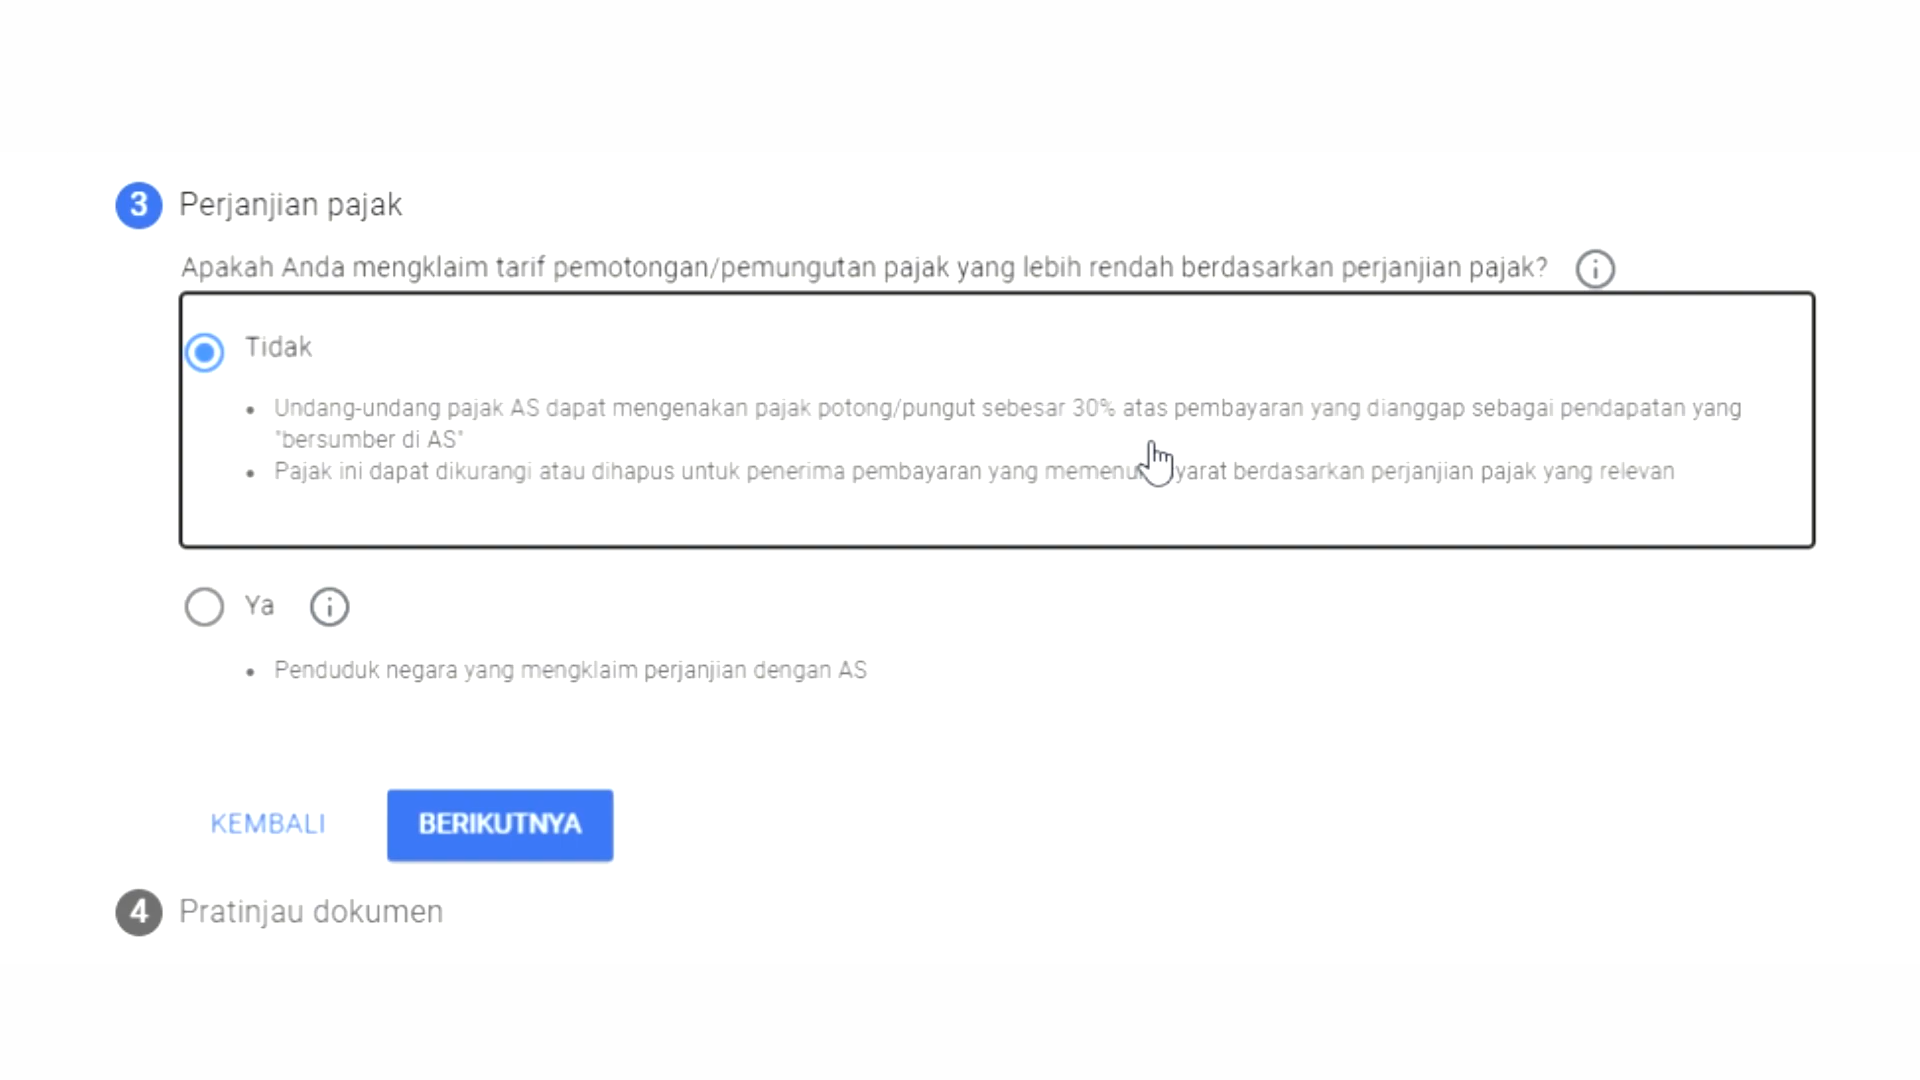 3 Perjanjian pajak
Apakah Anda mengklaim tarif pemotongan/pemungutan pajak yang lebih rendah berdasarkan perjanjian pajak?
Tidak
• Undang-undang pajak AS dapat mengenakan pajak potong/pungut sebesar 30% atas pembayaran yang dianggap sebagai pendapatan yang
"bersumber di AS"
• Pajak ini dapat dikurangi atau dihapus untuk penerima pembayaran yang berdasarkan perjanjian pajak yang relevan
Ya
• Penduduk negara yang mengklaim perjanjian dengan AS
KEMBALI BERIKUTNYA
4 Pratinjau dokumen